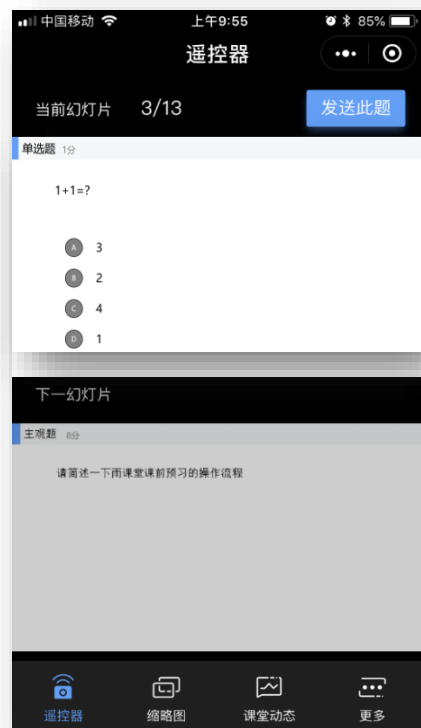 中国移动 上午9:55 85%
遥控器
当前幻灯片 3/13 发送此题
单选题 1分
1+1=?
A 3
B 2
C 4
D 1
下一幻灯片
主观题 8分
请简述一下雨课堂课前预习的操作流程
遥控器 缩略图 课堂动态 更多